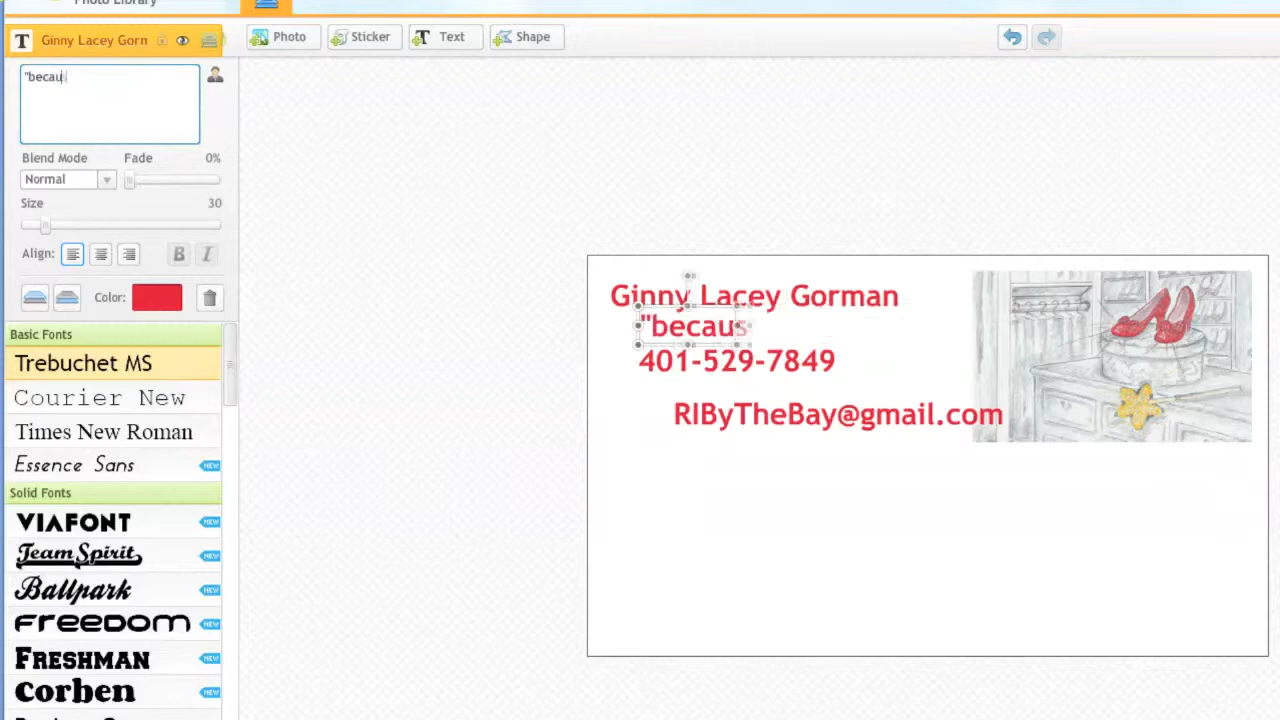 Photo Library
Ginny Lacey Gorm
Photo
Sticker
Text
Shape
"becau
Blend Mode
Fade
0%
Normal
Size
30
Align:
B
I
Color:
Basic Fonts
Trebuchet MS
Courier New
Times New Roman
Essence Sans
NEW
Solid Fonts
VIAFONT
NEW
Team Spirit
NEW
Ballpark
NEW
FREEDOM
NEW
FRESHMAN
NEW
Corben
NEW
Ginny Lacey Gorman
"becaus
401-529-7849
RIByTheBay@gmail.com